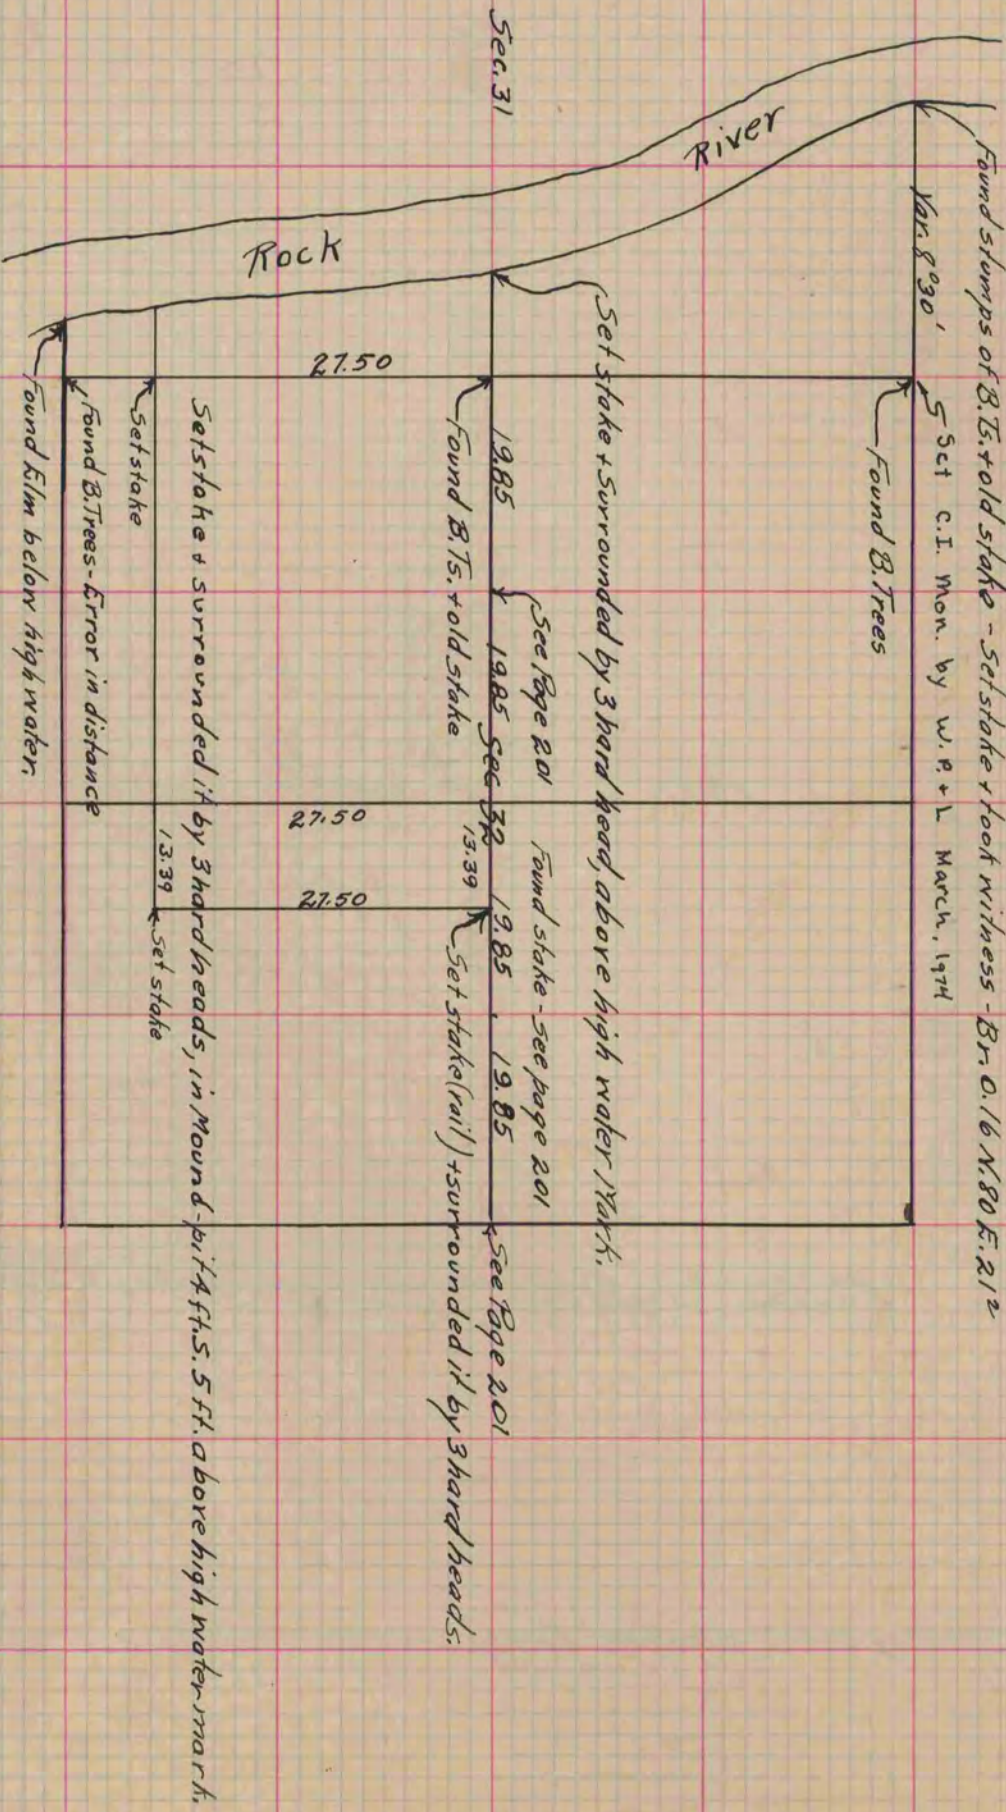 Found stumps of B.Ts. + old stake - Set stake + took witness - Br. 0.16 N. 80 E. 21²
Set C.I. Mon. by W.P. + L March, 1974
Var. 8°30'
Found B. Trees
River
Set stake + surrounded by 3 hard head, above high water Mark.
See Page 201
Found stake - see page 201
Sec. 31
19.85
19.85
Sec 32
19.85
19.85
See Page 201
13.39
Found B.Ts. + old stake
Set stake (rail) + surrounded it by 3 hard heads.
27.50
27.50
27.50
Rock
Set stake + surrounded it by 3 hard heads, in Mound - pit 4 ft. S. 5 ft. above high water mark.
13.39
Set stake
Set stake
Found B. Trees - Error in distance
Found Elm below high water.